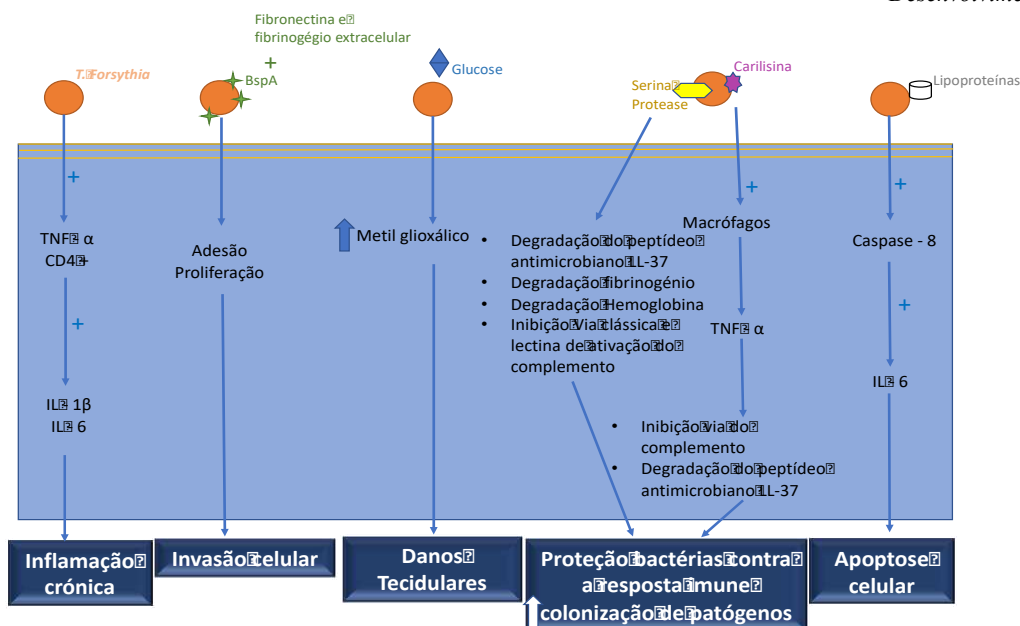 Desenvolvime
Fibronectina e
fibrinogégio extracelular
+
T. Forsythia
BspA
Glucose
Carilisina
Serina
Protease
Lipoproteínas
+
TNF α
CD4 +
+
IL 1β
IL 6
Adesão
Proliferação
Metil glioxálico
• Degradação do peptídeo
antimicrobiano LL-37
• Degradação fibrinogénio
• Degradação Hemoglobina
• Inibição Via clássica e
lectina de ativação do
complemento
+
Macrófagos
TNF α
• Inibição via do
complemento
• Degradação do peptídeo
antimicrobiano LL-37
+
Caspase - 8
+
IL 6
Inflamação
crónica
Invasão celular
Danos
Tecidulares
Proteção bactérias contra
a resposta imune
colonização de patógenos
Apoptose
celular